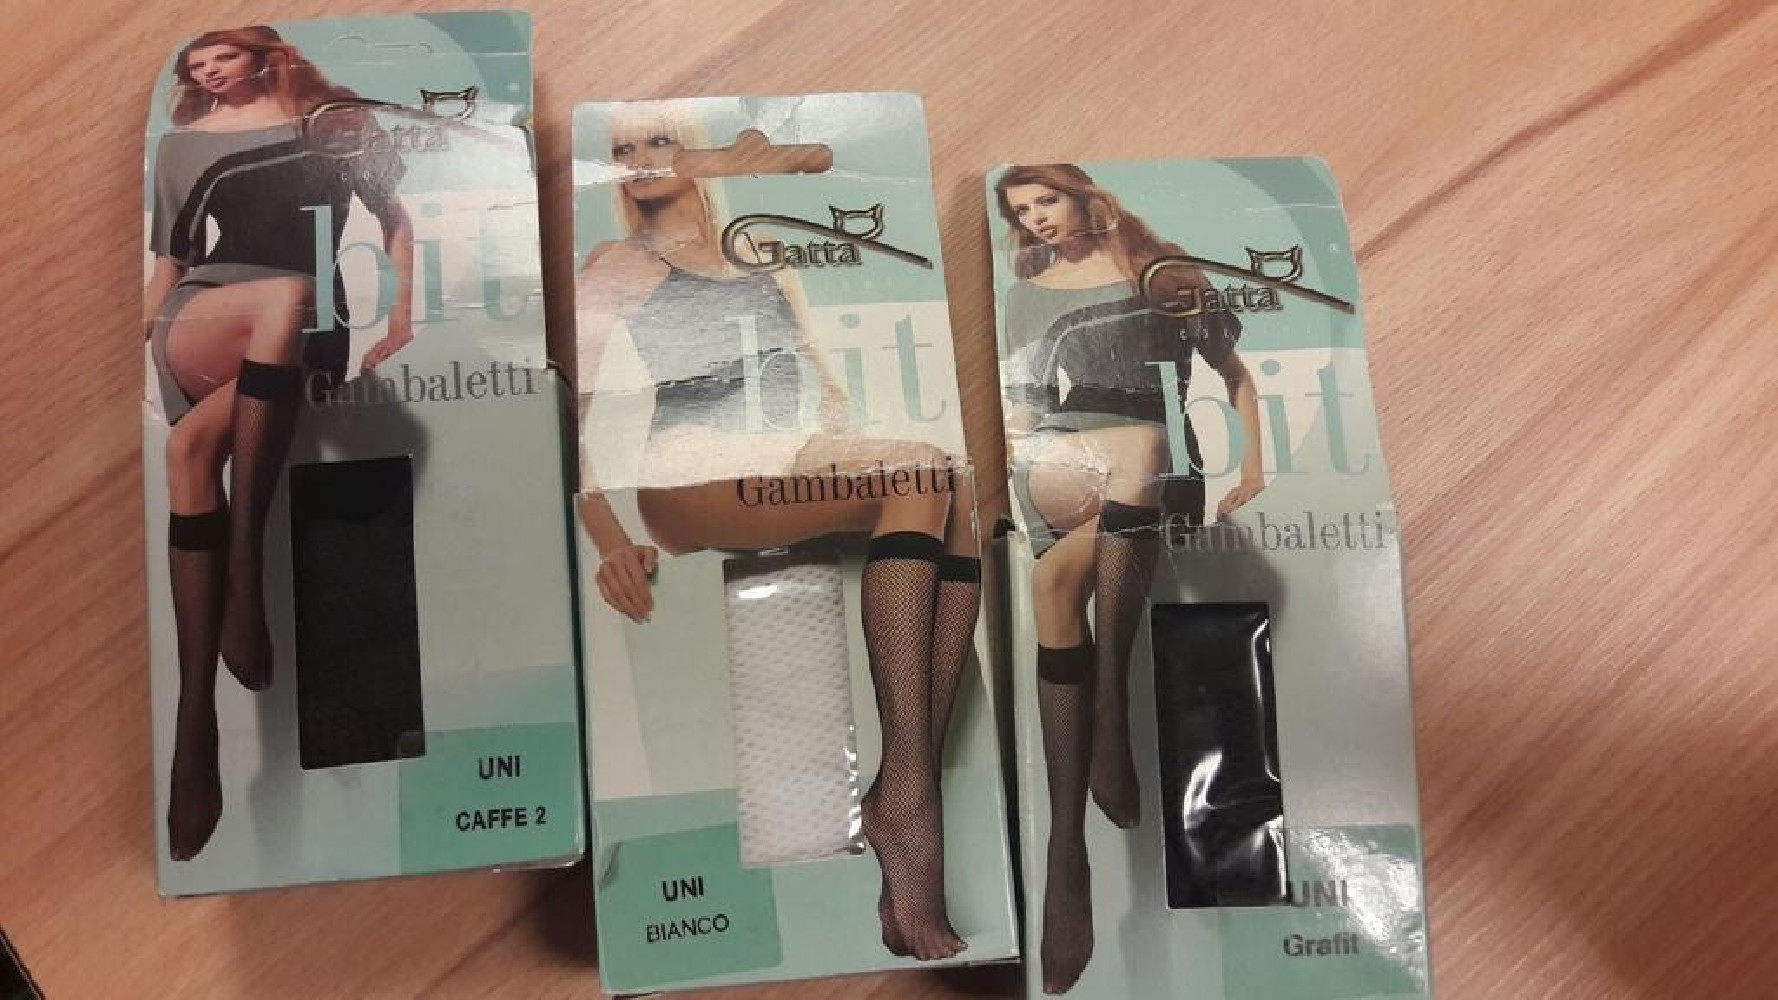 Gatta
bit
Gambaletti
UNI
CAFFE 2
Gatta
bit
Gambaletti
UNI
BIANCO
Gatta
bit
Gambaletti
UNI
Grafit